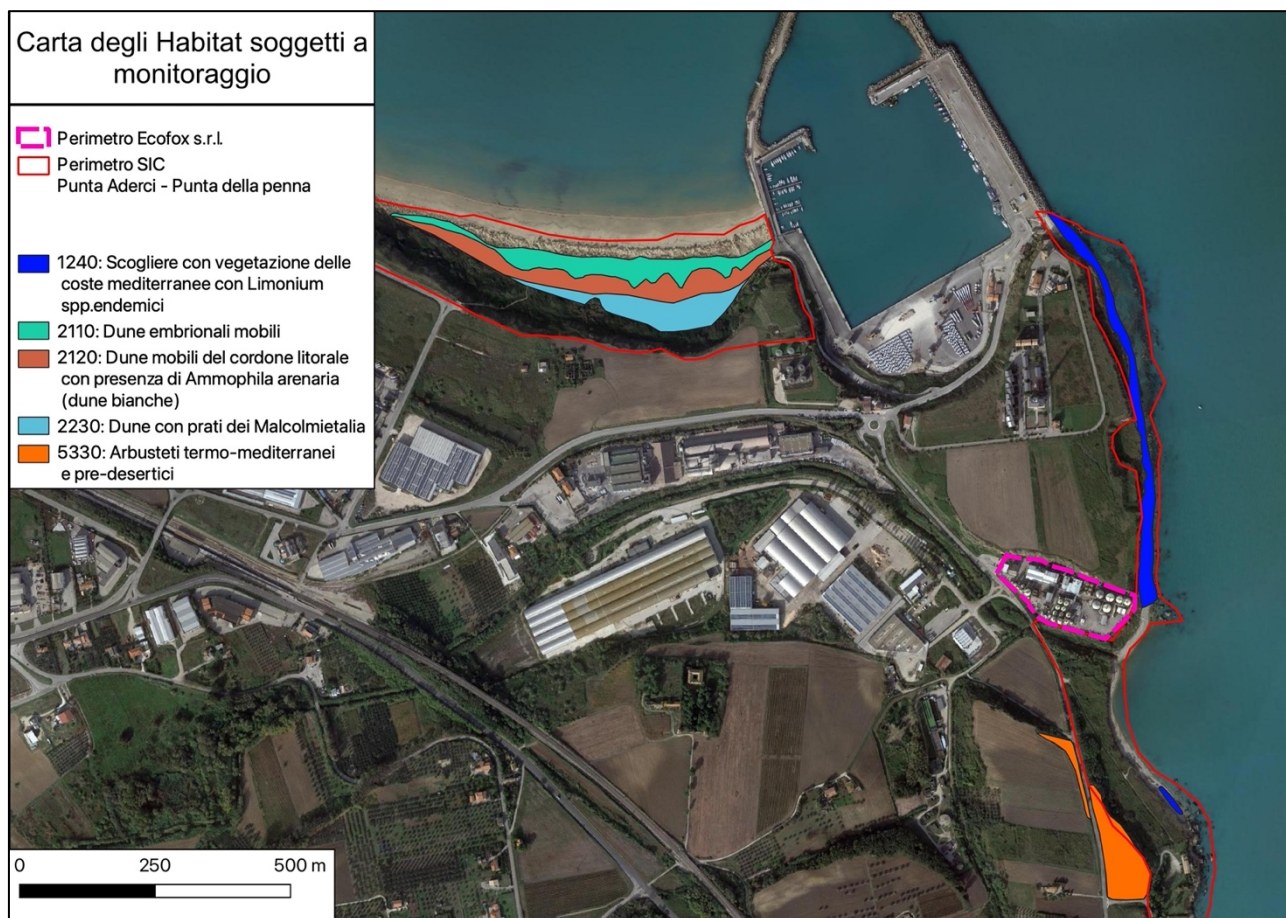 Carta degli Habitat soggetti a
monitoraggio
Perimetro Ecofox s.r.l.
Perimetro SIC
Punta Aderci - Punta della penna
1240: Scogliere con vegetazione delle
coste mediterranee con Limonium
spp.endemici
2110: Dune embrionali mobili
2120: Dune mobili del cordone litorale
con presenza di Ammophila arenaria
(dune bianche)
2230: Dune con prati dei Malcolmietalia
5330: Arbusteti termo-mediterranei
e pre-desertici
0 250 500 m